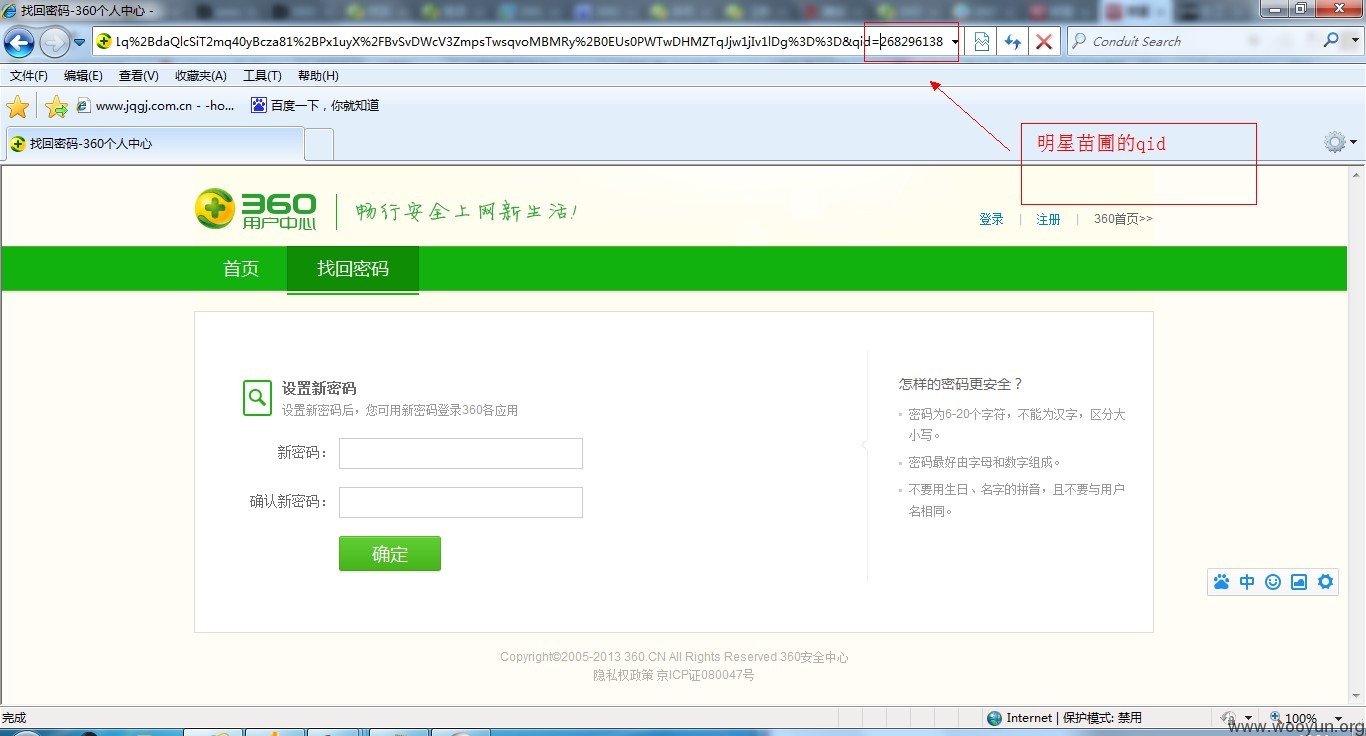 找回密码-360个人中心 -
Lq%2BdaQlcSiT2mq40yBcza81%2BPx1uyX%2FBvSvDWcV3ZmpsTwsqvoMBMRy%2B0EUs0PWTwDHMZTqJjw1jIv1lDg%3D%3D&qid=268296138
Conduit Search
文件(F) 编辑(E) 查看(V) 收藏夹(A) 工具(T) 帮助(H)
www.jqgj.com.cn - -ho... 百度一下，你就知道
找回密码-360个人中心
明星苗圃的qid
360
用户中心
畅行安全上网新生活!
登录 | 注册 | 360首页>>
首页 找回密码
设置新密码
设置新密码后，您可用新密码登录360各应用
新密码：
确认新密码：
确定
怎样的密码更安全？
密码为6-20个字符，不能为汉字，区分大
小写。
密码最好由字母和数字组成。
不要用生日、名字的拼音，且不要与用户
名相同。
中
Copyright©2005-2013 360.CN All Rights Reserved 360安全中心
隐私权政策 京ICP证080047号
完成
Internet | 保护模式: 禁用
100%
www.wooyun.org